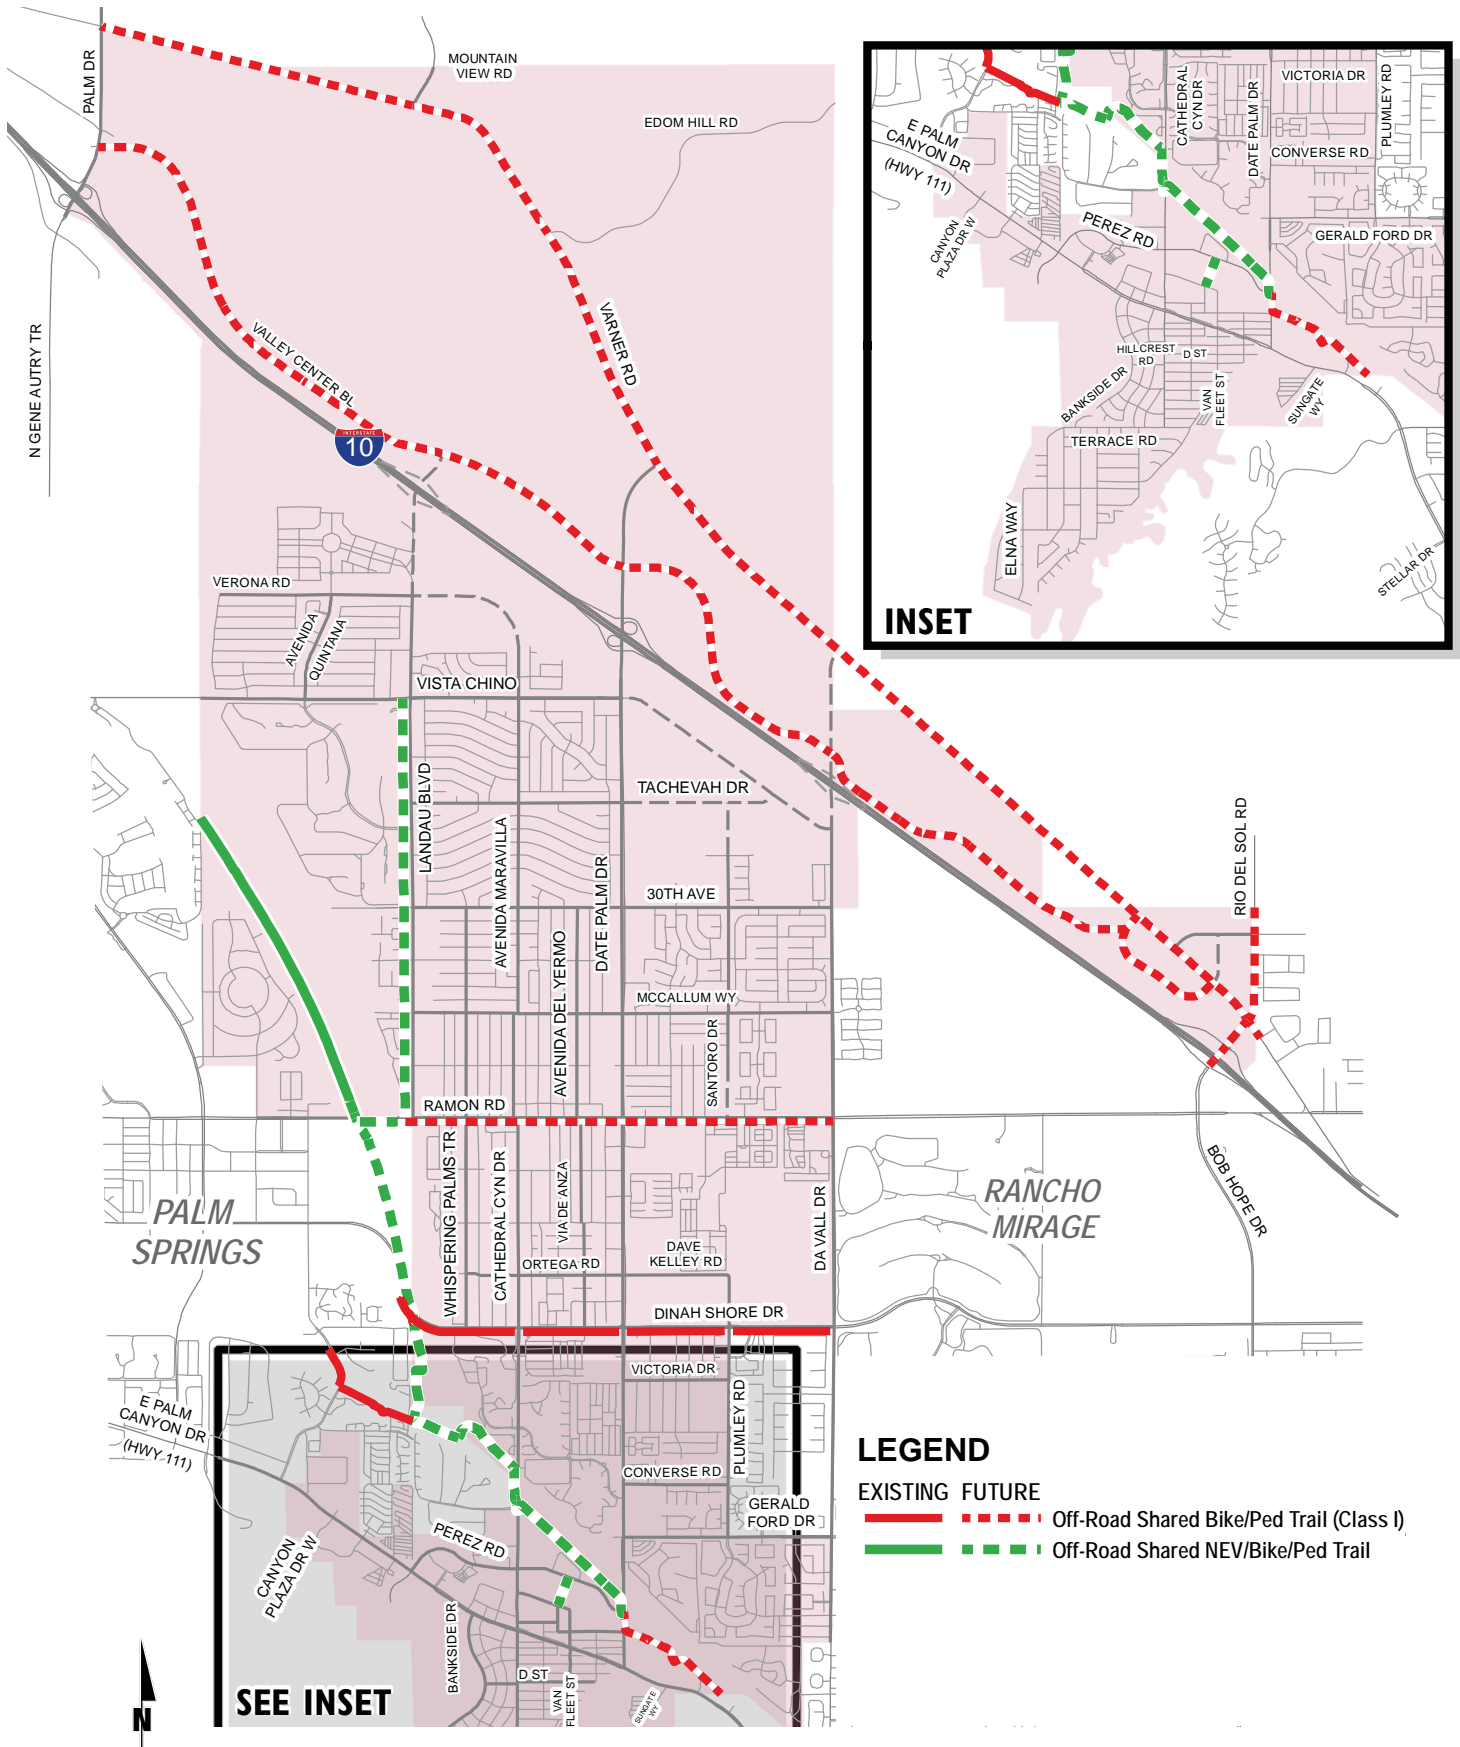 PALM DR
MOUNTAIN
VIEW RD
EDOM HILL RD
N GENE AUTRY TR
VALLEY CENTER BL
VARNER RD
INTERSTATE
10
VERONA RD
AVENIDA
QUINTANA
VISTA CHINO
LANDAU BLVD
TACHEVAH DR
AVENIDA MARAVILLA
30TH AVE
DATE PALM DR
AVENIDA DEL YERMO
MCCALLUM WY
SANTORO DR
RIO DEL SOL RD
RAMON RD
WHISPERING PALMS TR
CATHEDRAL CYN DR
VIA DE ANZA
DA VALL DR
BOB HOPE DR
PALM
SPRINGS
RANCHO
MIRAGE
DAVE
KELLEY RD
ORTEGA RD
DINAH SHORE DR
VICTORIA DR
PLUMLEY RD
E PALM
CANYON DR
(HWY 111)
CONVERSE RD
GERALD
FORD DR
PEREZ RD
CANYON
PLAZA DR W
BANKSIDE DR
D ST
VAN
FLEET ST
SUNGATE
WY
SEE INSET
N
VICTORIA DR
PLUMLEY RD
CATHEDRAL
CYN DR
DATE PALM DR
E PALM
CANYON DR
(HWY 111)
CONVERSE RD
CANYON
PLAZA DR W
PEREZ RD
GERALD FORD DR
HILLCREST
RD
D ST
BANKSIDE DR
VAN
FLEET ST
SUNGATE
WY
TERRACE RD
ELNA WAY
STELLAR DR
INSET
LEGEND
EXISTING FUTURE
Off-Road Shared Bike/Ped Trail (Class I)
Off-Road Shared NEV/Bike/Ped Trail